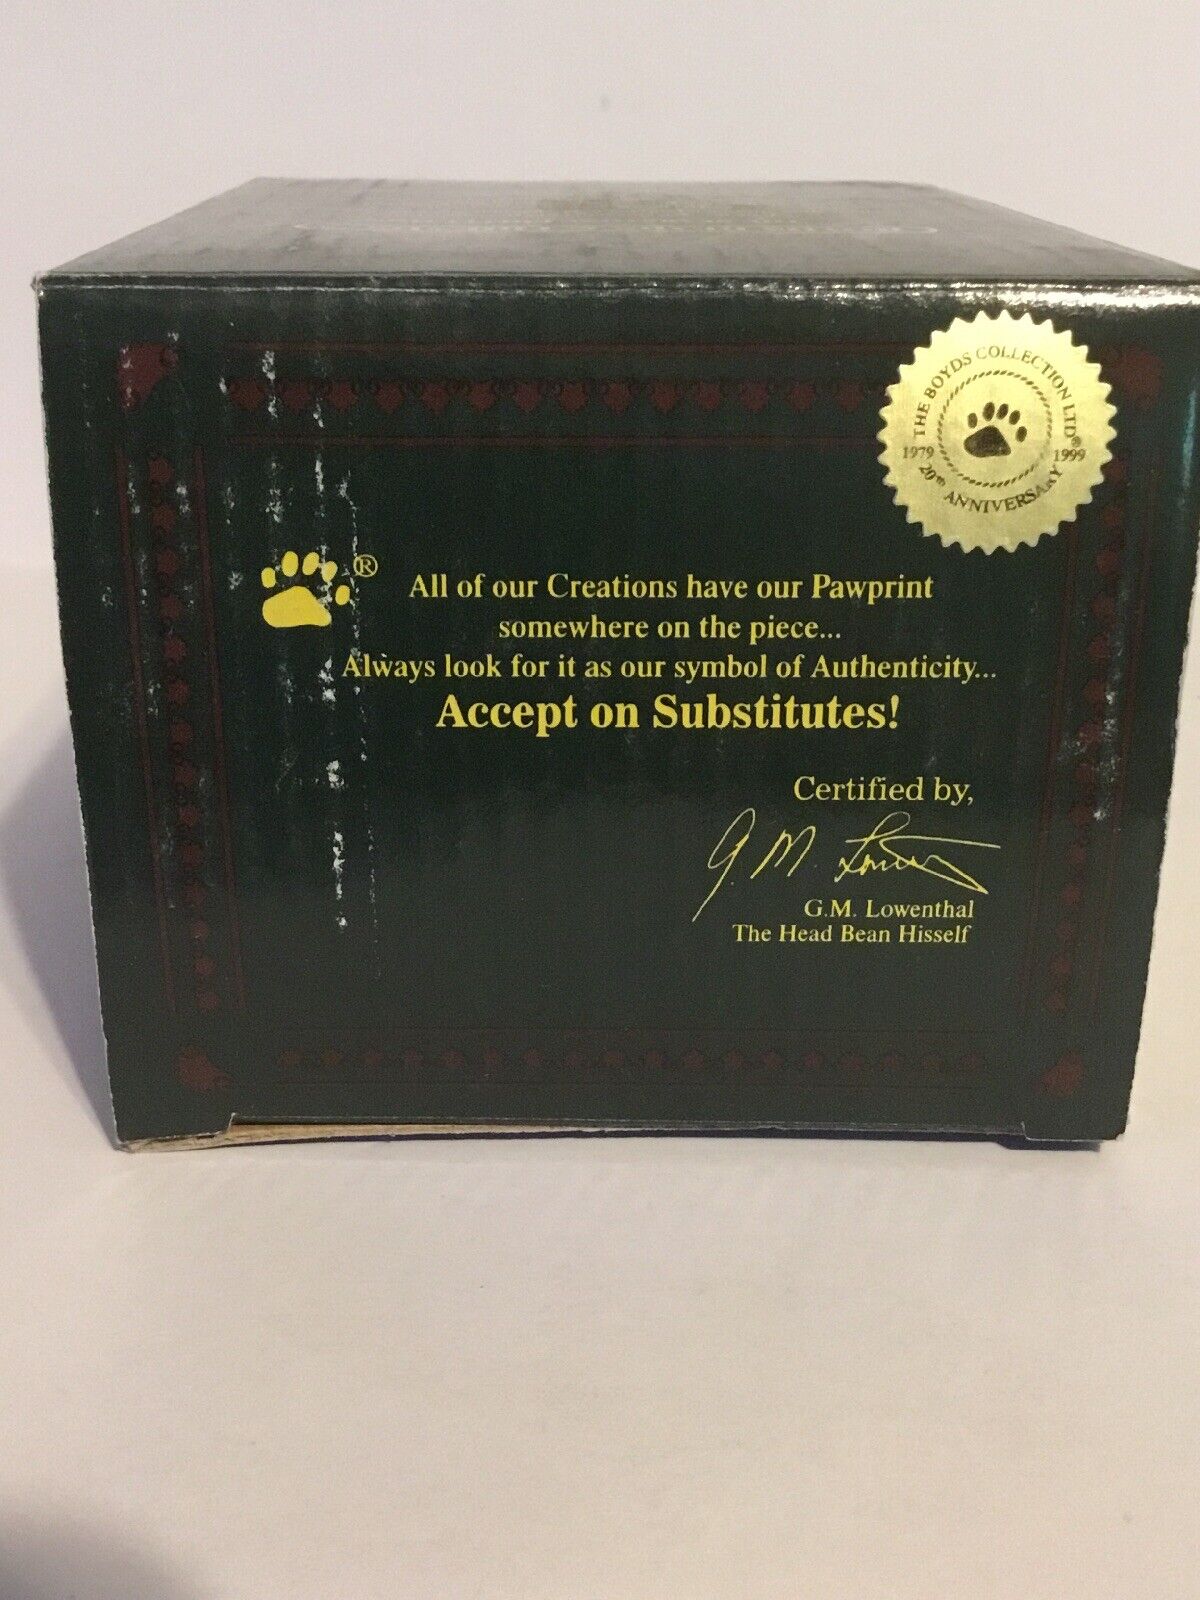 THE BOYDS COLLECTION LTD®
1979 1999
20th ANNIVERSARY
®
All of our Creations have our Pawprint
somewhere on the piece...
Always look for it as our symbol of Authenticity...
Accept on Substitutes!
Certified by,
G.M. Lowenthal
The Head Bean Hisself